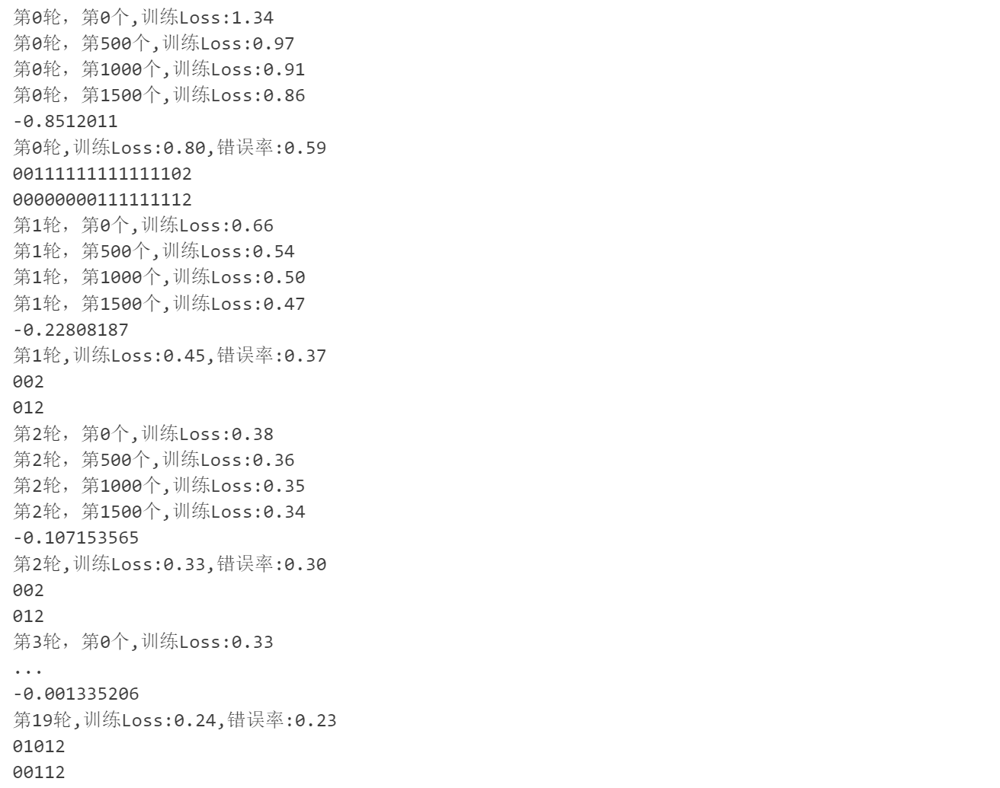 第0轮，第0个,训练Loss:1.34
第0轮，第500个,训练Loss:0.97
第0轮，第1000个,训练Loss:0.91
第0轮，第1500个,训练Loss:0.86
-0.8512011
第0轮,训练Loss:0.80,错误率:0.59
00111111111111102
00000000111111112
第1轮，第0个,训练Loss:0.66
第1轮，第500个,训练Loss:0.54
第1轮，第1000个,训练Loss:0.50
第1轮，第1500个,训练Loss:0.47
-0.22808187
第1轮,训练Loss:0.45,错误率:0.37
002
012
第2轮，第0个,训练Loss:0.38
第2轮，第500个,训练Loss:0.36
第2轮，第1000个,训练Loss:0.35
第2轮，第1500个,训练Loss:0.34
-0.107153565
第2轮,训练Loss:0.33,错误率:0.30
002
012
第3轮，第0个,训练Loss:0.33
...
-0.001335206
第19轮,训练Loss:0.24,错误率:0.23
01012
00112